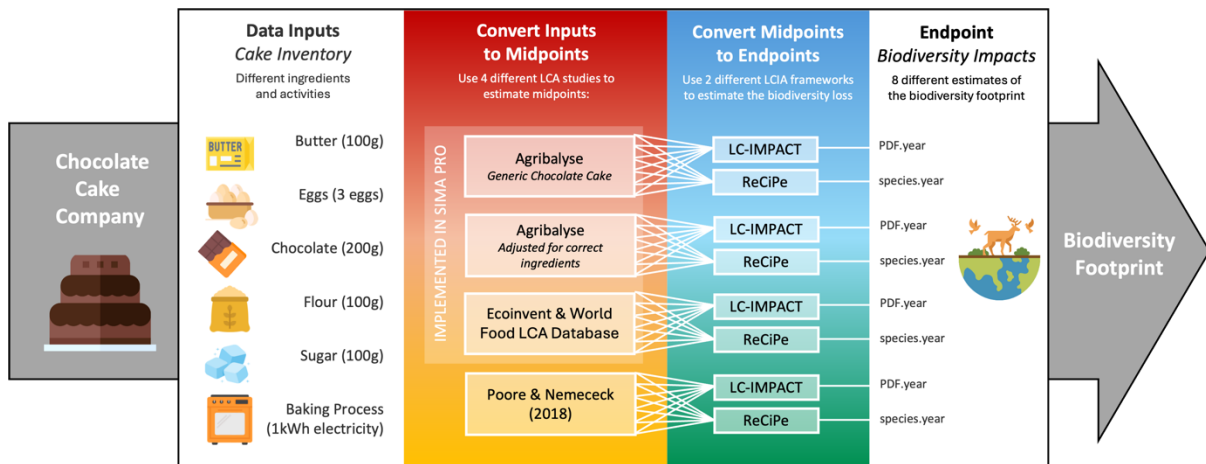 Chocolate
Cake
Company
Data Inputs
Cake Inventory
Different ingredients
and activities
BUTTER
Butter (100g)
Eggs (3 eggs)
Chocolate (200g)
Flour (100g)
Sugar (100g)
Baking Process
(1kWh electricity)
Convert Inputs
to Midpoints
Use 4 different LCA studies to
estimate midpoints:
IMPLEMENTED IN SIMA PRO
Agribalyse
Generic Chocolate Cake
Agribalyse
Adjusted for correct
ingredients
Ecoinvent & World
Food LCA Database
Poore & Nemececk
(2018)
Convert Midpoints
to Endpoints
Use 2 different LCIA frameworks
to estimate the biodiversity loss
LC-IMPACT
ReCiPe
LC-IMPACT
ReCiPe
LC-IMPACT
ReCiPe
LC-IMPACT
ReCiPe
Endpoint
Biodiversity Impacts
8 different estimates of
the biodiversity footprint
PDF.year
species.year
PDF.year
species.year
PDF.year
species.year
PDF.year
species.year
Biodiversity
Footprint